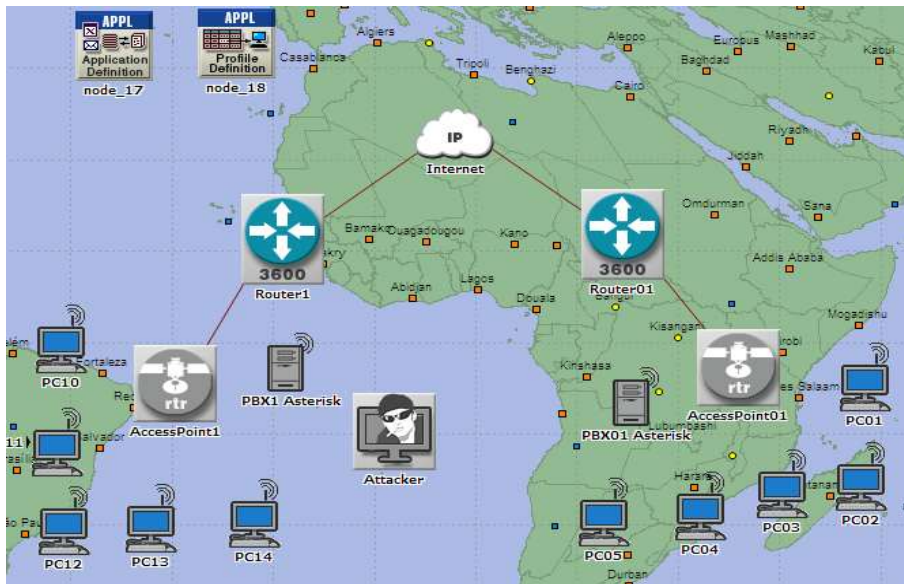 APPL
Application
Definition
node_17
APPL
Profile
Definition
node_18
Algiers
Casablanca
Tripoli
Benghazi
Cairo
Aleppo
Europus
Mashhad
Baghdad
Kabul
Riyadh
Jiddah
Omdurman
Sana
IP
Internet
3600
Router1
Bamako
Ouagadougou
Kano
Abidjan
Lagos
Douala
3600
Router01
Addis Ababa
Kisangan
Mogadishu
Kinshasa
Lubumbashi
PC10
Fortaleza
rtr
AccessPoint1
PBX1 Asterisk
Attacker
PBX01 Asterisk
rtr
AccessPoint01
PC01
11
PC12
PC13
PC14
PC05
Harare
PC04
PC03
PC02
Durban